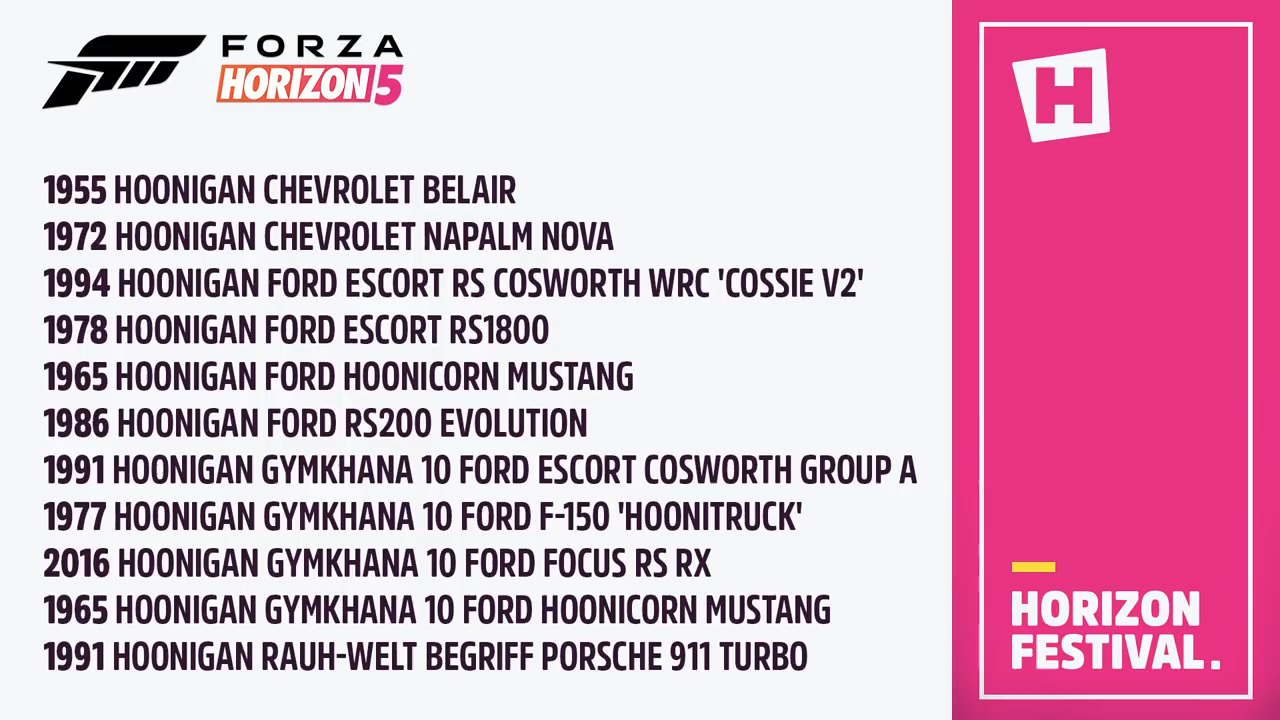 FORZA
HORIZON 5
1955 HOONIGAN CHEVROLET BELAIR
1972 HOONIGAN CHEVROLET NAPALM NOVA
1994 HOONIGAN FORD ESCORT RS COSWORTH WRC 'COSSIE V2'
1978 HOONIGAN FORD ESCORT RS1800
1965 HOONIGAN FORD HOONICORN MUSTANG
1986 HOONIGAN FORD RS200 EVOLUTION
1991 HOONIGAN GYMKHANA 10 FORD ESCORT COSWORTH GROUP A
1977 HOONIGAN GYMKHANA 10 FORD F-150 'HOONITRUCK'
2016 HOONIGAN GYMKHANA 10 FORD FOCUS RS RX
1965 HOONIGAN GYMKHANA 10 FORD HOONICORN MUSTANG
1991 HOONIGAN RAUH-WELT BEGRIFF PORSCHE 911 TURBO
H
HORIZON
FESTIVAL.